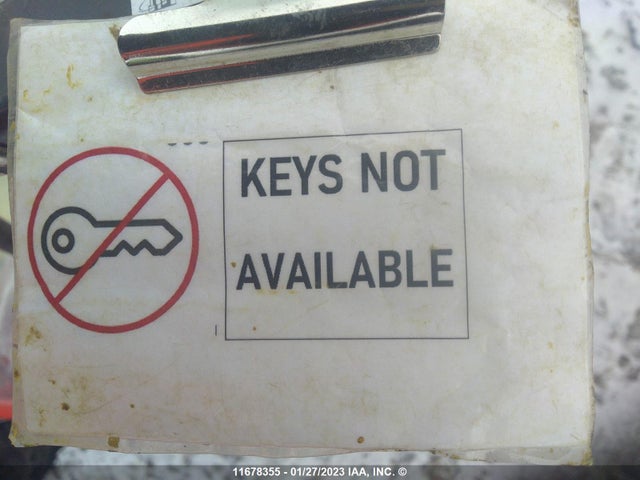 KEYS NOT
AVAILABLE
11678355 - 01/27/2023 IAA, INC. ©